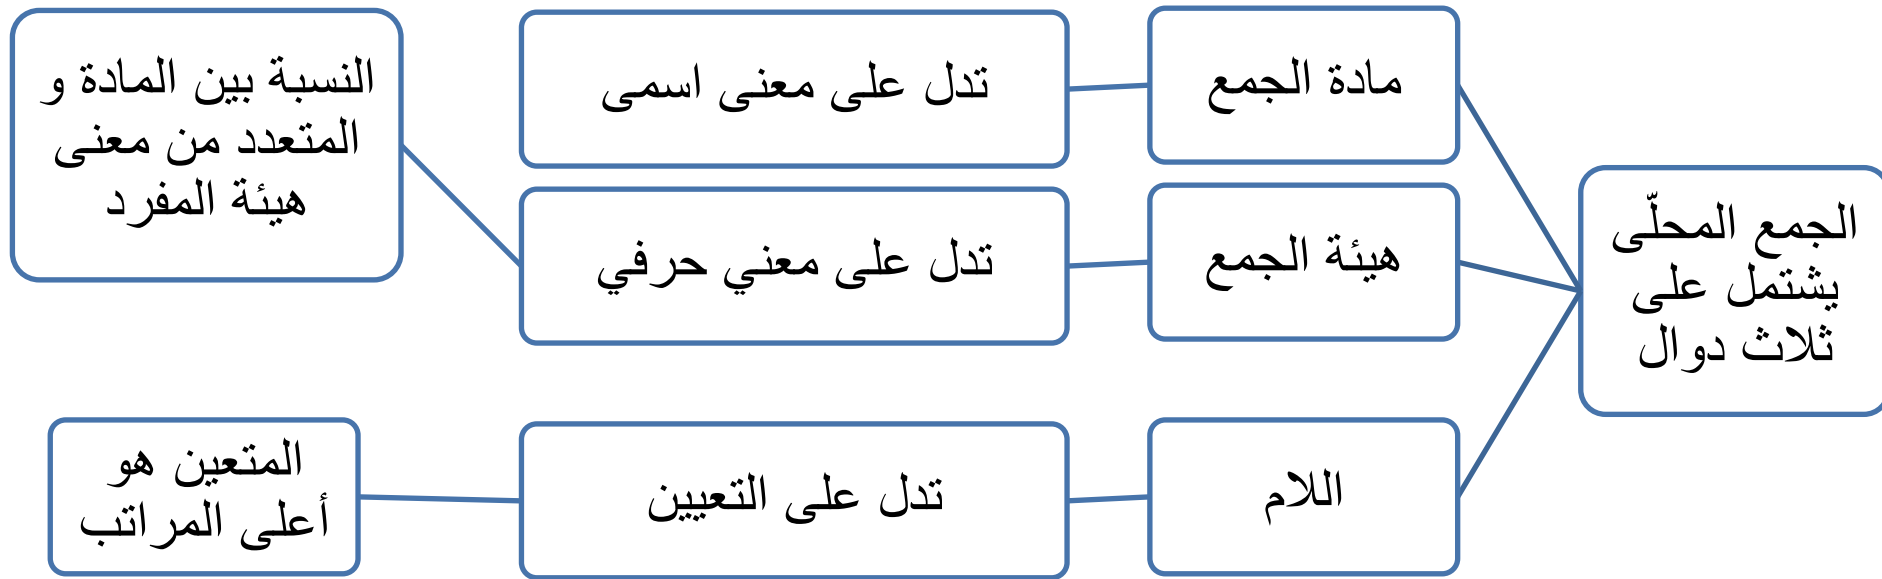 الجمع المحلّى
يشتمل على
ثلاث دوال
مادة الجمع
تدل على معنى اسمى
هيئة الجمع
تدل على معني حرفي
النسبة بين المادة و
المتعدد من معنى
هيئة المفرد
اللام
تدل على التعيين
المتعين هو
أعلى المراتب